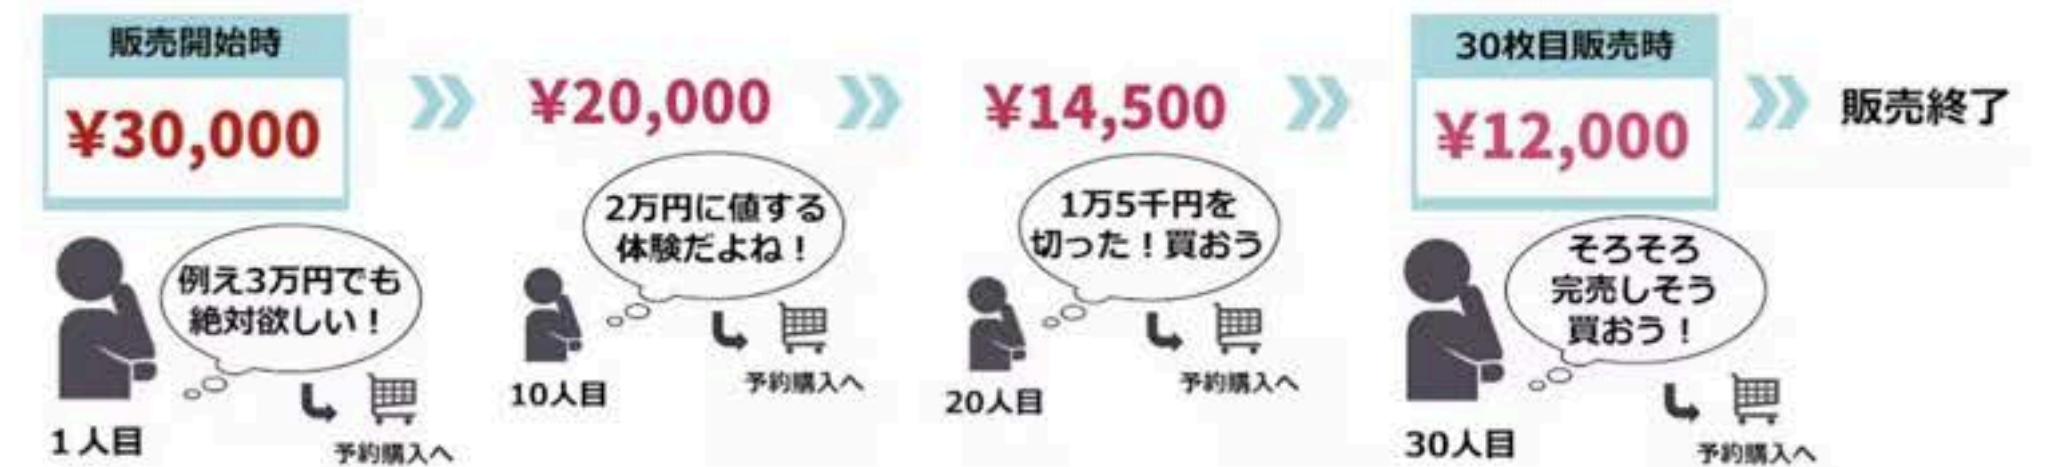 販売開始時
¥30,000
例え3万円でも
絶対欲しい！
1人目
予約購入へ
¥20,000
2万円に値する
体験だよね！
10人目
予約購入へ
¥14,500
1万5千円を
切った！買おう
20人目
予約購入へ
30枚目販売時
¥12,000
そろそろ
完売しそう
買おう！
30人目
予約購入へ
販売終了